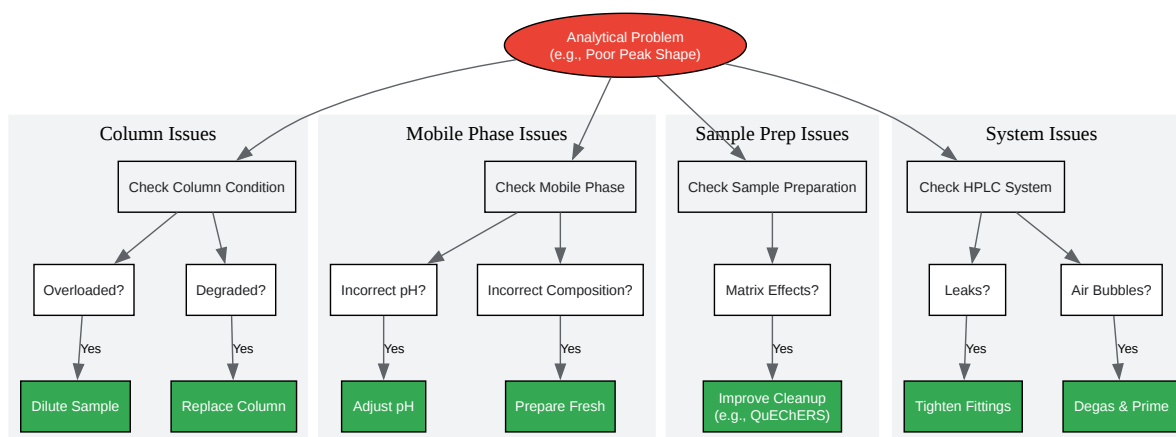 Analytical Problem
(e.g., Poor Peak Shape)
Column Issues
Mobile Phase Issues
Sample Prep Issues
System Issues
Check Column Condition
Check Mobile Phase
Check Sample Preparation
Check HPLC System
Overloaded?
Degraded?
Incorrect pH?
Incorrect Composition?
Matrix Effects?
Leaks?
Air Bubbles?
Yes
Yes
Yes
Yes
Yes
Yes
Yes
Dilute Sample
Replace Column
Adjust pH
Prepare Fresh
Improve Cleanup
(e.g., QuEChERS)
Tighten Fittings
Degas & Prime